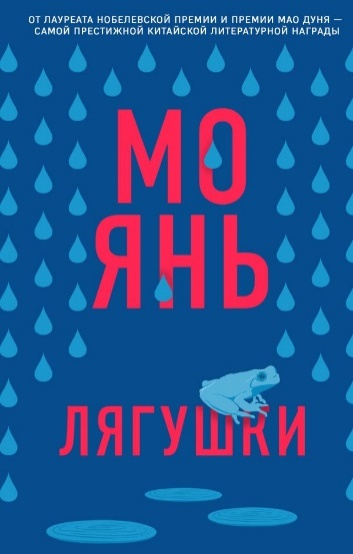 ОТ ЛАУРЕАТА НОБЕЛЕВСКОЙ ПРЕМИИ И ПРЕМИИ МАО ДУНЯ —
САМОЙ ПРЕСТИЖНОЙ КИТАЙСКОЙ ЛИТЕРАТУРНОЙ НАГРАДЫ
МО
ЯНЬ
ЛЯГУШКИ